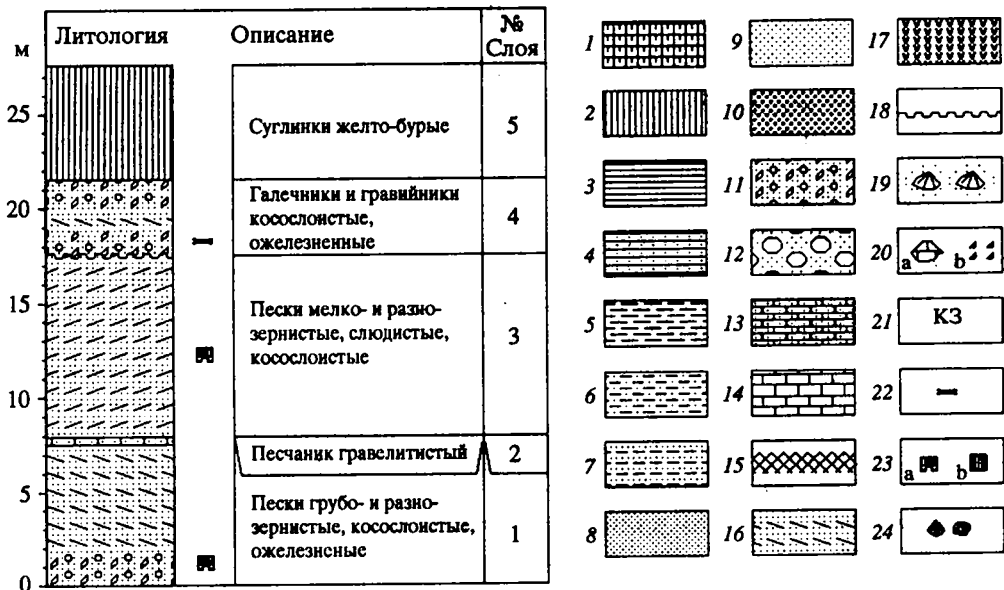 Литология Описание № Слоя
м
25
20
15
10
5
0
Суглинки желто-бурые 5
Галечники и гравийники
косослоистые,
ожелезненные
4
Пески мелко- и разно-
зернистые, слюдистые,
косослоистые
3
Песчаник гравелитистый 2
Пески грубо- и разно-
зернистые, косослоистые,
ожелезненные
1
1
2
3
4
5
6
7
8
9
10
11
12
13
14
15
16
17
18
19
20 a b
21 КЗ
22
23 a b
24